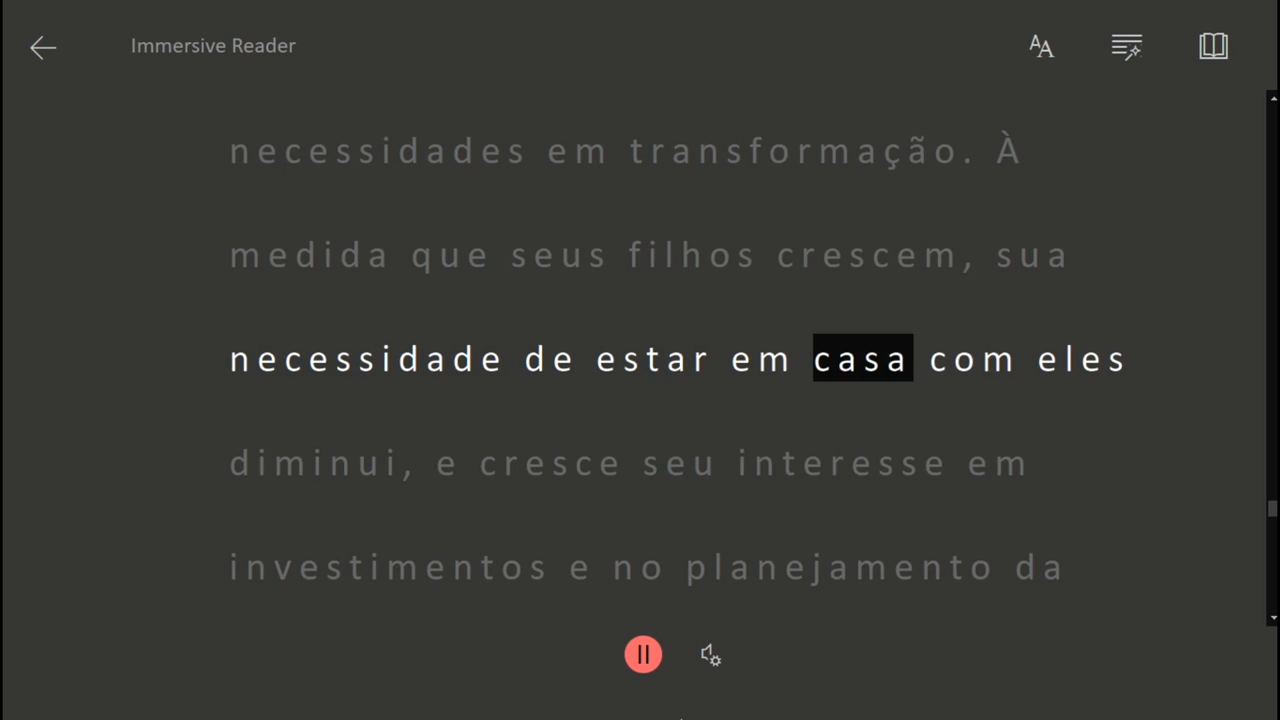 Immersive Reader
necessidades em transformação. À
medida que seus filhos crescem, sua
necessidade de estar em casa com eles
diminui, e cresce seu interesse em
investimentos e no planejamento da